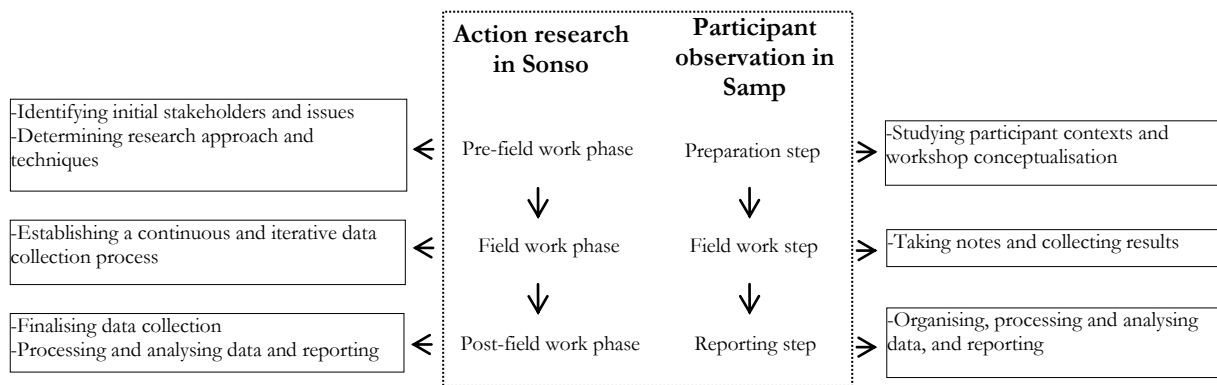 Action research
in Sonso
Participant
observation in
Samp
-Identifying initial stakeholders and issues
-Determining research approach and
techniques
Pre-field work phase
Preparation step
-Studying participant contexts and
workshop conceptualisation
-Establishing a continuous and iterative data
collection process
Field work phase
Field work step
-Taking notes and collecting results
-Finalising data collection
-Processing and analysing data and reporting
Post-field work phase
Reporting step
-Organising, processing and analysing
data, and reporting